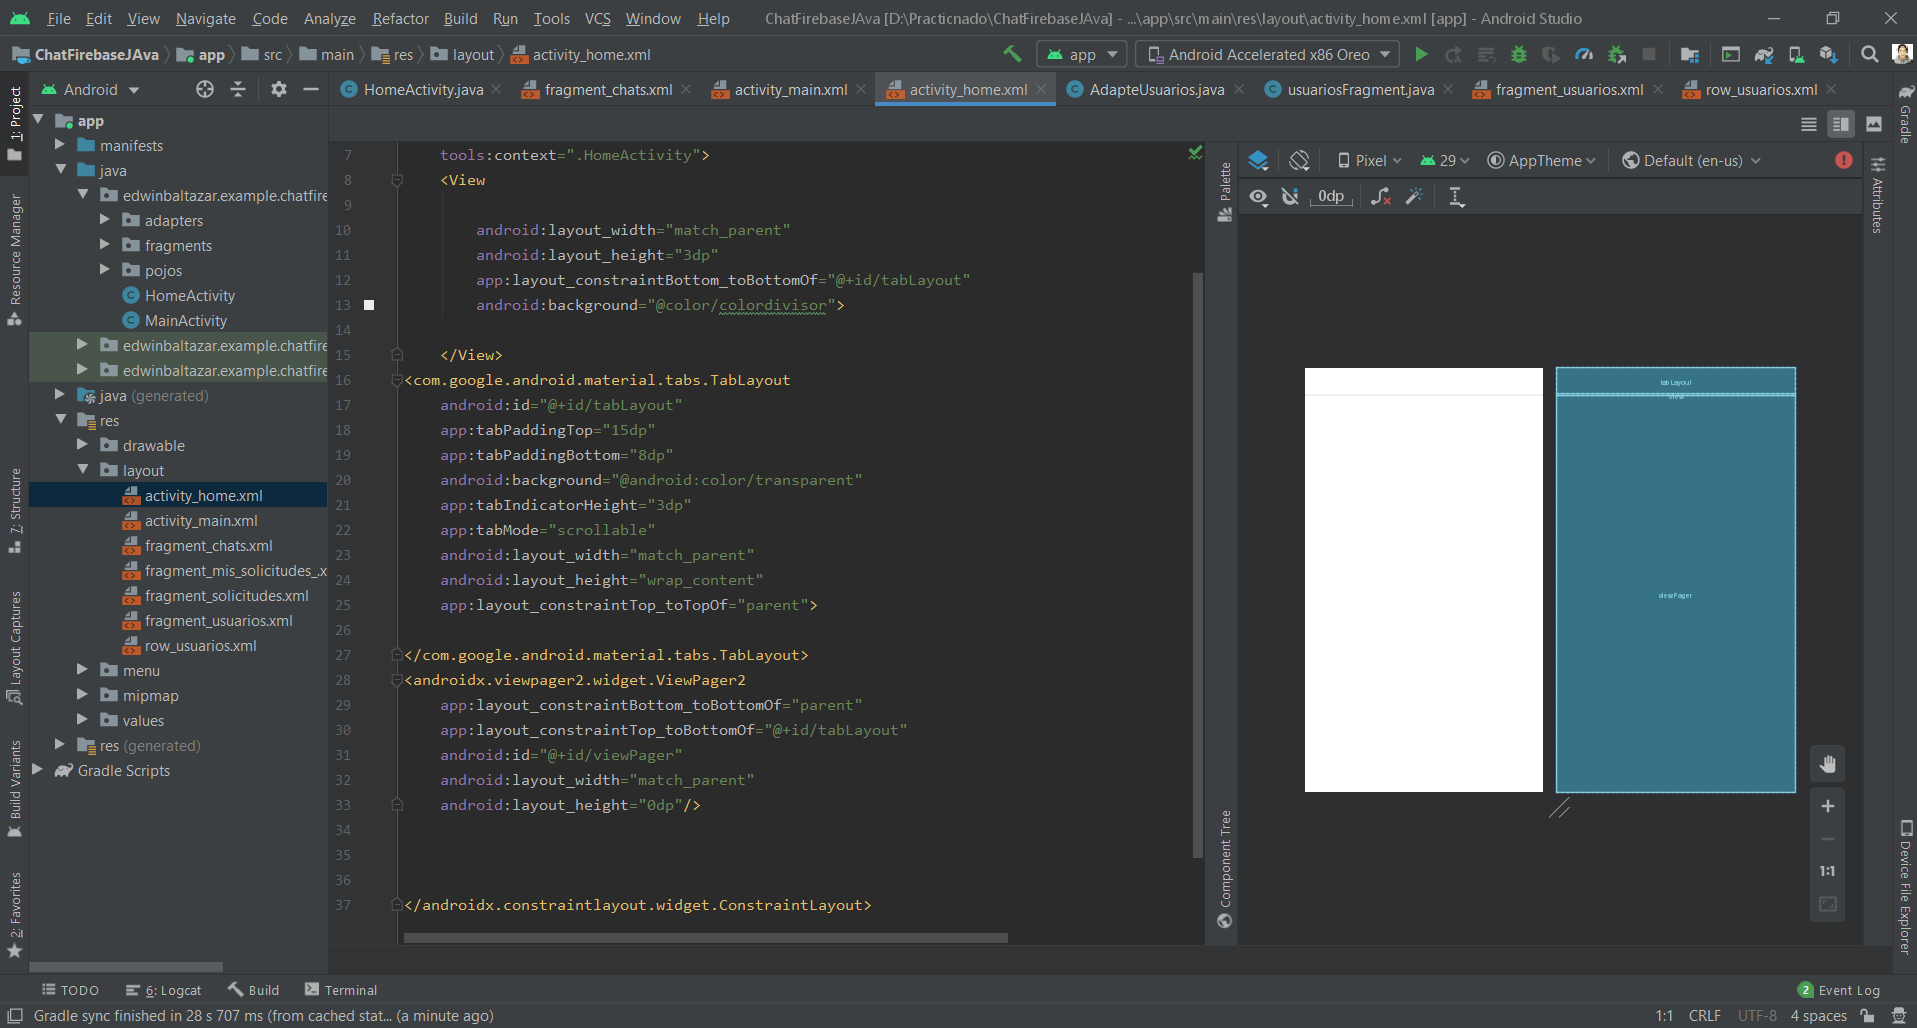 File Edit View Navigate Code Analyze Refactor Build Run Tools VCS Window Help ChatFirebaseJAva [D:\Practicnado\ChatFirebaseJAva] - ...\app\src\main\res\layout\activity_home.xml [app] - Android Studio
ChatFirebaseJAva app src main res layout activity_home.xml app Android Accelerated x86 Oreo
Android HomeActivity.java fragment_chats.xml activity_main.xml activity_home.xml AdapteUsuarios.java usuariosFragment.java fragment_usuarios.xml row_usuarios.xml
1: Project
Resource Manager
7: Structure
Layout Captures
Build Variants
2: Favorites
app
manifests
java
edwinbaltazar.example.chatfire
adapters
fragments
pojos
HomeActivity
MainActivity
edwinbaltazar.example.chatfire
edwinbaltazar.example.chatfire
java (generated)
res
drawable
layout
activity_home.xml
activity_main.xml
fragment_chats.xml
fragment_mis_solicitudes_.x
fragment_solicitudes.xml
fragment_usuarios.xml
row_usuarios.xml
menu
mipmap
values
res (generated)
Gradle Scripts
7 tools:context=".HomeActivity">
8 <View
9
10 android:layout_width="match_parent"
11 android:layout_height="3dp"
12 app:layout_constraintBottom_toBottomOf="@+id/tabLayout"
13 android:background="@color/colordivisor">
14
15 </View>
16 <com.google.android.material.tabs.TabLayout
17 android:id="@+id/tabLayout"
18 app:tabPaddingTop="15dp"
19 app:tabPaddingBottom="8dp"
20 android:background="@android:color/transparent"
21 app:tabIndicatorHeight="3dp"
22 app:tabMode="scrollable"
23 android:layout_width="match_parent"
24 android:layout_height="wrap_content"
25 app:layout_constraintTop_toTopOf="parent">
26
27 </com.google.android.material.tabs.TabLayout>
28 <androidx.viewpager2.widget.ViewPager2
29 app:layout_constraintBottom_toBottomOf="parent"
30 app:layout_constraintTop_toBottomOf="@+id/tabLayout"
31 android:id="@+id/viewPager"
32 android:layout_width="match_parent"
33 android:layout_height="0dp"/>
34
35
36
37 </androidx.constraintlayout.widget.ConstraintLayout>
Palette
Component Tree
Pixel 29 AppTheme Default (en-us)
0dp
tabLayout
View
viewPager
1:1
Gradle
Attributes
Device File Explorer
TODO 6: Logcat Build Terminal 2 Event Log
Gradle sync finished in 28 s 707 ms (from cached stat... (a minute ago) 1:1 CRLF UTF-8 4 spaces